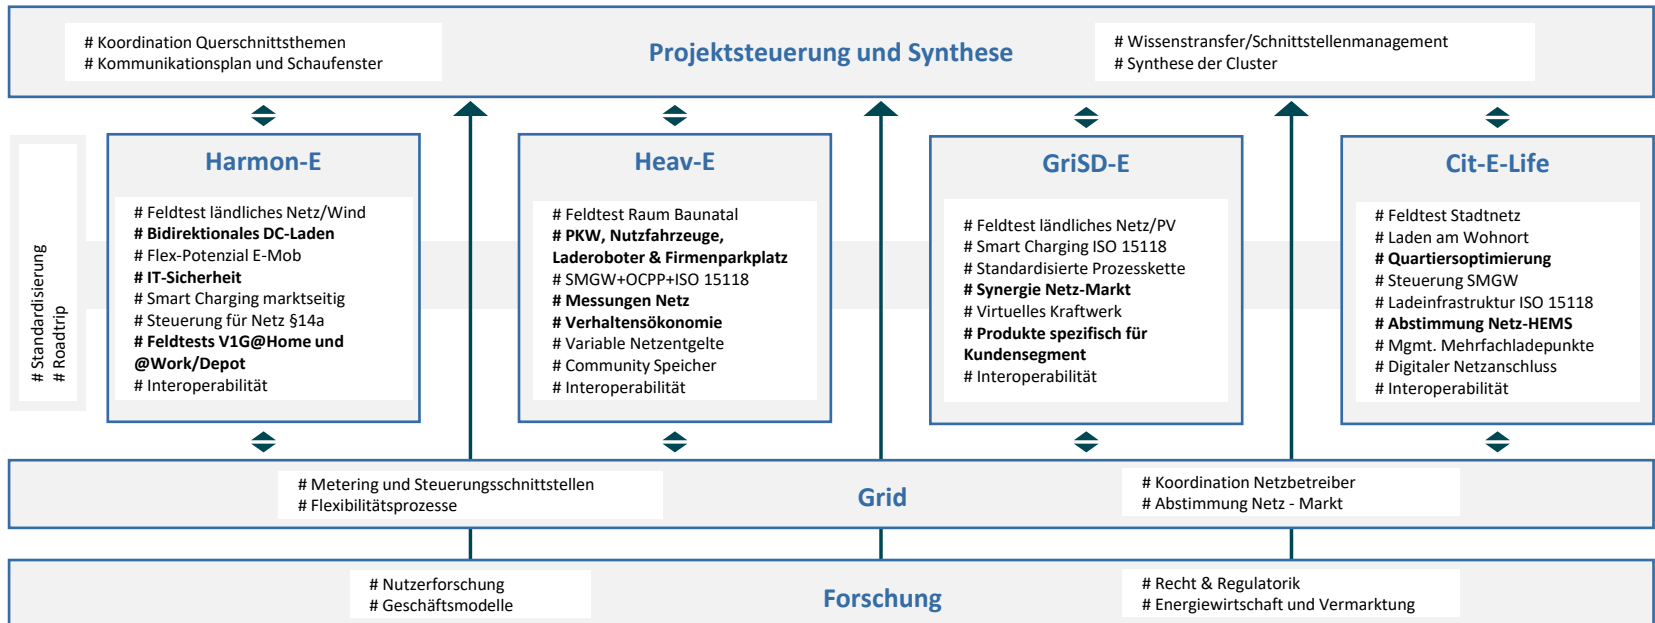 # Koordination Querschnittsthemen
# Kommunikationsplan und Schaufenster
Projektsteuerung und Synthese
# Wissenstransfer/Schnittstellenmanagement
# Synthese der Cluster
# Standardisierung
# Roadtrip
Harmon-E
# Feldtest ländliches Netz/Wind
# Bidirektionales DC-Laden
# Flex-Potenzial E-Mob
# IT-Sicherheit
# Smart Charging marktseitig
# Steuerung für Netz §14a
# Feldtests V1G@Home und
@Work/Depot
# Interoperabilität
Heav-E
# Feldtest Raum Baunatal
# PKW, Nutzfahrzeuge,
Laderoboter & Firmenparkplatz
# SMGW+OCPP+ISO 15118
# Messungen Netz
# Verhaltensökonomie
# Variable Netzentgelte
# Community Speicher
# Interoperabilität
GriSD-E
# Feldtest ländliches Netz/PV
# Smart Charging ISO 15118
# Standardisierte Prozesskette
# Synergie Netz-Markt
# Virtuelles Kraftwerk
# Produkte spezifisch für
Kundensegment
# Interoperabilität
Cit-E-Life
# Feldtest Stadtnetz
# Laden am Wohnort
# Quartiersoptimierung
# Steuerung SMGW
# Ladeinfrastruktur ISO 15118
# Abstimmung Netz-HEMS
# Mgmt. Mehrfachladepunkte
# Digitaler Netzanschluss
# Interoperabilität
# Metering und Steuerungsschnittstellen
# Flexibilitätsprozesse
Grid
# Koordination Netzbetreiber
# Abstimmung Netz - Markt
# Nutzerforschung
# Geschäftsmodelle
Forschung
# Recht & Regulatorik
# Energiewirtschaft und Vermarktung